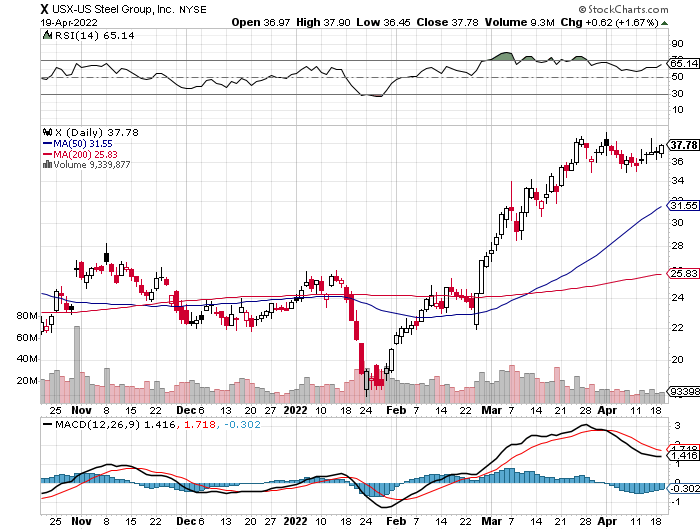 X USX-US Steel Group, Inc. NYSE © StockCharts.com
19-Apr-2022 Open 36.97 High 37.90 Low 36.45 Close 37.78 Volume 9.3M Chg +0.62 (+1.67%)
RSI(14) 65.14
90
70
65.14
50
30
10
X (Daily) 37.78
MA(50) 31.55
MA(200) 25.83
Volume 9,339,877
37.78
36
34
31.55
30
28
25.83
24
22
20
80M
60M
40M
20M
93398
25 Nov 8 15 22 Dec 6 13 20 27 2022 10 18 24 Feb 7 14 22 Mar 7 14 21 28 Apr 11 18
MACD(12,26,9) 1.416, 1.718, -0.302
3
2
1.718
1.416
-0.302
-1
25 Nov 8 15 22 Dec 6 13 20 27 2022 10 18 24 Feb 7 14 22 Mar 7 14 21 28 Apr 11 18